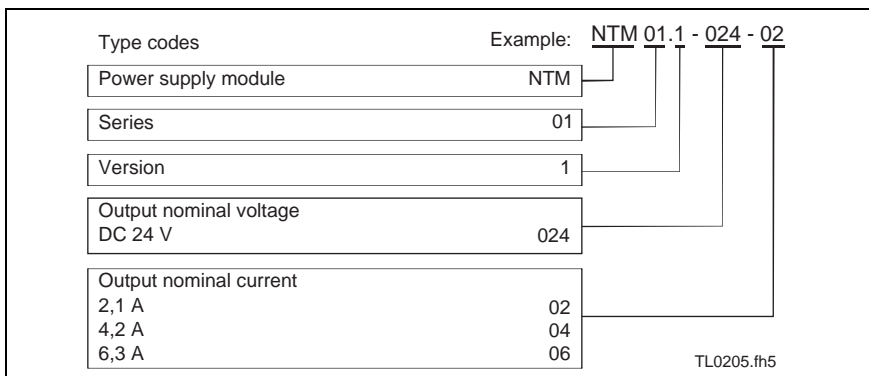 Type codes Example: NTM 01.1 - 024 - 02
Power supply module NTM
Series 01
Version 1
Output nominal voltage
DC 24 V 024
Output nominal current
2,1 A 02
4,2 A 04
6,3 A 06
TL0205.fh5